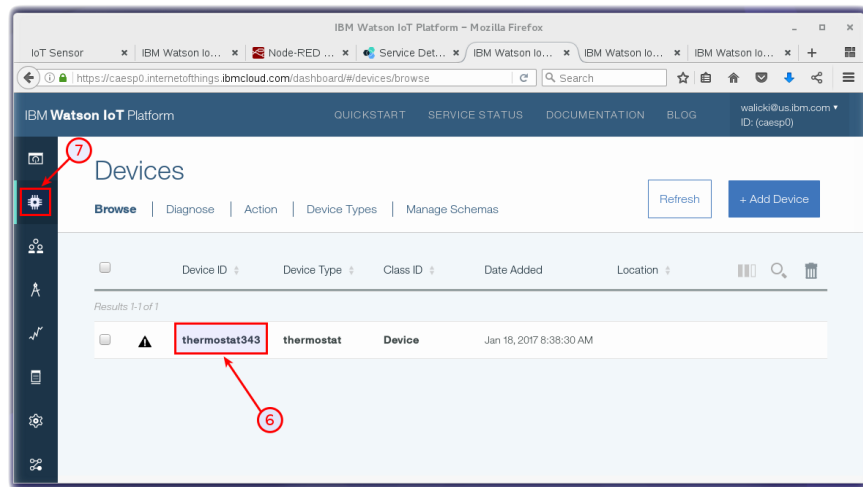 IBM Watson IoT Platform – Mozilla Firefox
IoT Sensor × IBM Watson Io... × Node-RED ... × Service Det... × IBM Watson Io... × IBM Watson Io... × IBM Watson Io... × +
https://caesp0.internetofthings.ibmcloud.com/dashboard/#/devices/browse Search
IBM Watson IoT Platform QUICKSTART SERVICE STATUS DOCUMENTATION BLOG walicki@us.ibm.com
ID: (caesp0)
7
Devices
Browse | Diagnose | Action | Device Types | Manage Schemas Refresh + Add Device
Device ID Device Type Class ID Date Added Location
Results 1-1 of 1
thermostat343 thermostat Device Jan 18, 2017 8:38:30 AM
6